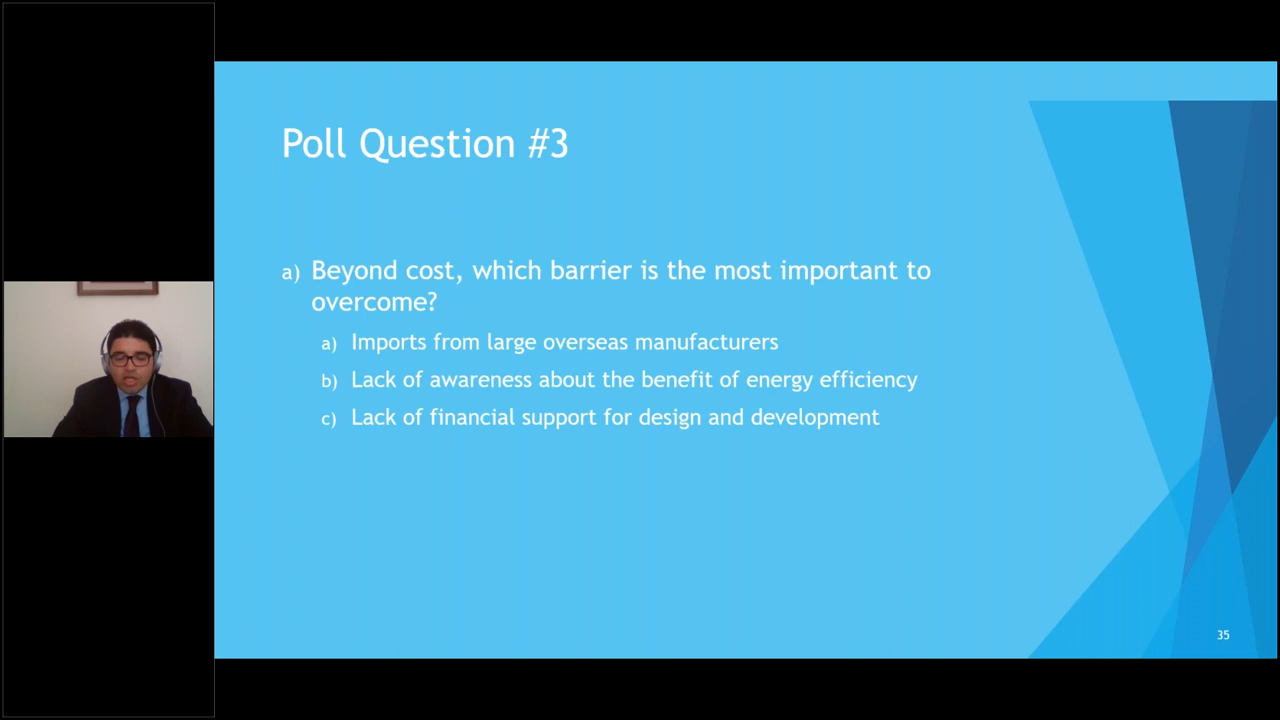 Poll Question #3
a) Beyond cost, which barrier is the most important to
overcome?
a) Imports from large overseas manufacturers
b) Lack of awareness about the benefit of energy efficiency
c) Lack of financial support for design and development
35